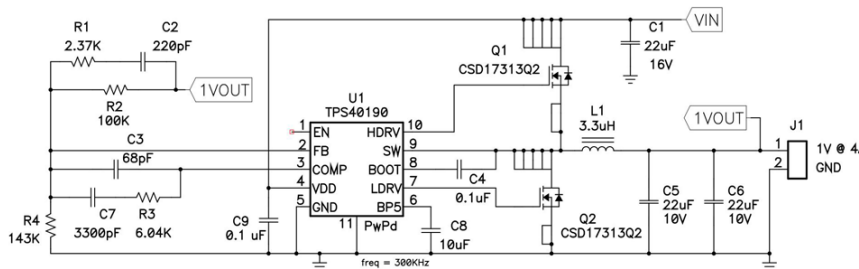 R1
2.37K
C2
220pF
R2
100K
1VOUT
C3
68pF
C7
3300pF
R3
6.04K
R4
143K
C9
0.1 uF
U1
TPS40190
1 EN HDRV 10
2 FB SW 9
3 COMP BOOT 8
4 VDD LDRV 7
5 GND BP5 6
11 PwPd
freq = 300KHz
C8
10uF
C4
0.1uF
Q1
CSD17313Q2
Q2
CSD17313Q2
VIN
C1
22uF
16V
L1
3.3uH
1VOUT
C5
22uF
10V
C6
22uF
10V
J1
1 1V @ 4
2 GND